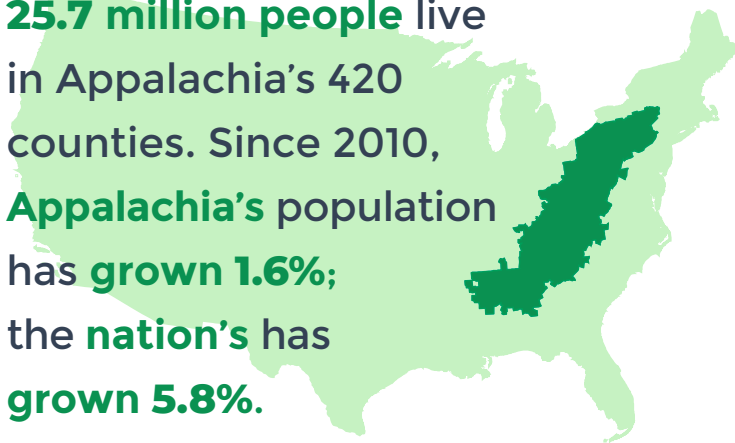 25.7 million people live
in Appalachia's 420
counties. Since 2010,
Appalachia's population
has grown 1.6%;
the nation's has
grown 5.8%.